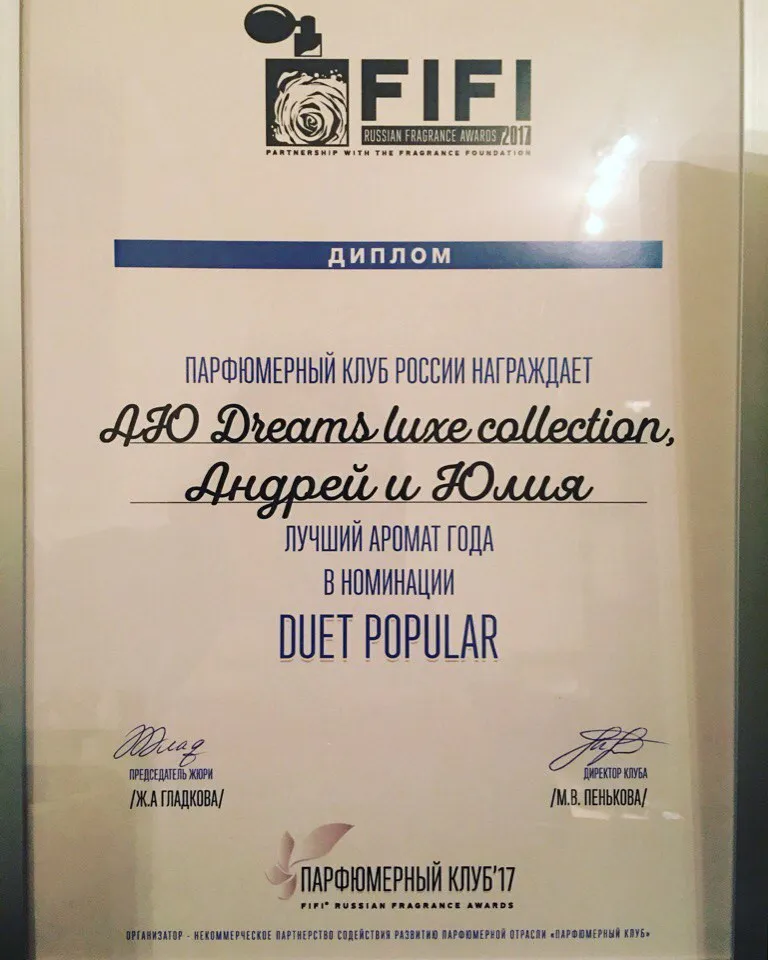 FIFI
RUSSIAN FRAGRANCE AWARDS 2017
PARTNERSHIP WITH THE FRAGRANCE FOUNDATION
ДИПЛОМ
ПАРФЮМЕРНЫЙ КЛУБ РОССИИ НАГРАЖДАЕТ
АЮ Dreams luxe collection,
Андрей и Юлия
ЛУЧШИЙ АРОМАТ ГОДА
В НОМИНАЦИИ
DUET POPULAR
ПРЕДСЕДАТЕЛЬ ЖЮРИ
/Ж.А ГЛАДКОВА/
ДИРЕКТОР КЛУБА
/М.В. ПЕНЬКОВА/
ПАРФЮМЕРНЫЙ КЛУБ'17
FIFI® RUSSIAN FRAGRANCE AWARDS
ОРГАНИЗАТОР - НЕКОММЕРЧЕСКОЕ ПАРТНЕРСТВО СОДЕЙСТВИЯ РАЗВИТИЮ ПАРФЮМЕРНОЙ ОТРАСЛИ «ПАРФЮМЕРНЫЙ КЛУБ»